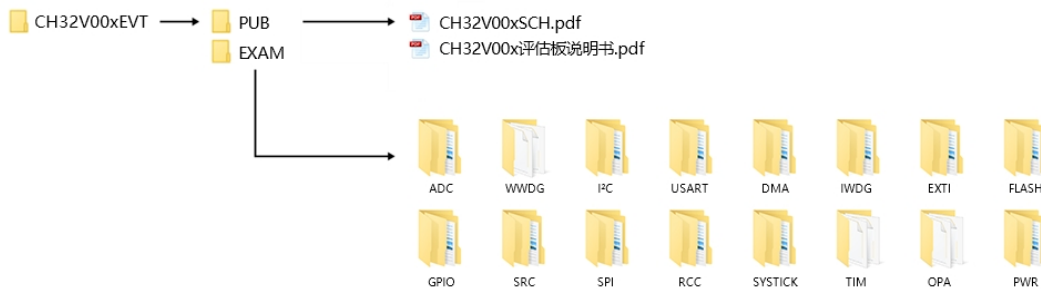 CH32V00xEVT
PUB
CH32V00xSCH.pdf
EXAM
CH32V00x评估板说明书.pdf
ADC
WWDG
I²C
USART
DMA
IWDG
EXTI
FLASH
GPIO
SRC
SPI
RCC
SYSTICK
TIM
OPA
PWR